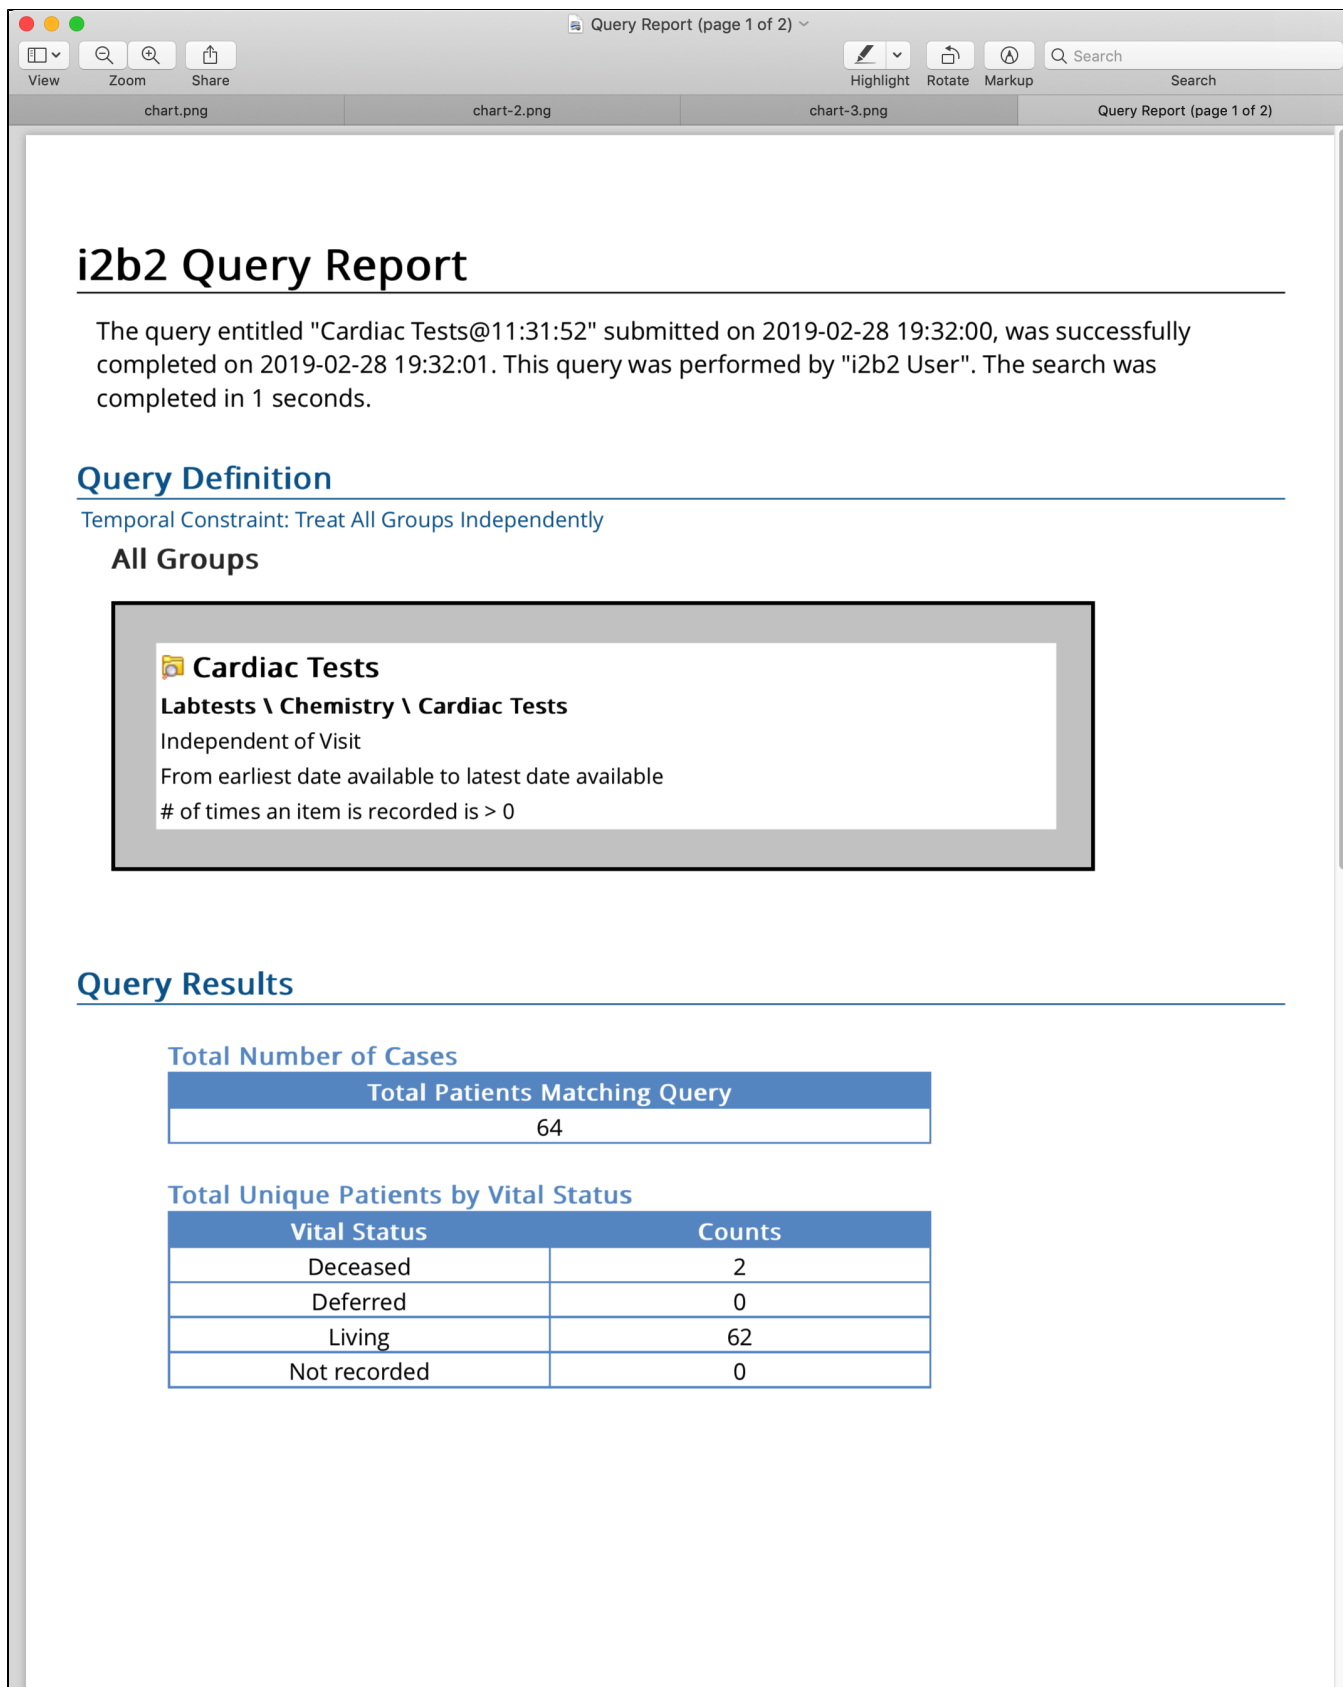 Query Report (page 1 of 2)
View Zoom Share Highlight Rotate Markup Search Search
chart.png chart-2.png chart-3.png Query Report (page 1 of 2)
i2b2 Query Report
The query entitled "Cardiac Tests@11:31:52" submitted on 2019-02-28 19:32:00, was successfully
completed on 2019-02-28 19:32:01. This query was performed by "i2b2 User". The search was
completed in 1 seconds.
Query Definition
Temporal Constraint: Treat All Groups Independently
All Groups
Cardiac Tests
Labtests \ Chemistry \ Cardiac Tests
Independent of Visit
From earliest date available to latest date available
# of times an item is recorded is > 0
Query Results
Total Number of Cases
Total Patients Matching Query
64
Total Unique Patients by Vital Status
Vital Status Counts
Deceased 2
Deferred 0
Living 62
Not recorded 0